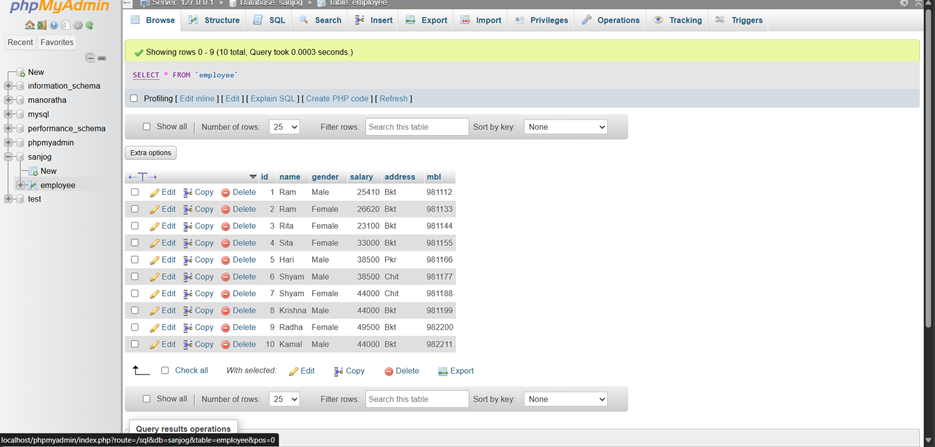 phpMyAdmin
Server: 127.0.0.1 » Database: sanjog » Table: employee
Browse Structure SQL Search Insert Export Import Privileges Operations Tracking Triggers
Recent Favorites
New
information_schema
manoratha
mysql
performance_schema
phpmyadmin
sanjog
New
employee
test
Showing rows 0 - 9 (10 total, Query took 0.0003 seconds.)
SELECT * FROM `employee`
Profiling [ Edit inline ] [ Edit ] [ Explain SQL ] [ Create PHP code ] [ Refresh ]
Show all Number of rows: 25 Filter rows: Search this table Sort by key: None
Extra options
id name gender salary address mbl
Edit Copy Delete 1 Ram Male 25410 Bkt 981112
Edit Copy Delete 2 Ram Female 26620 Bkt 981133
Edit Copy Delete 3 Rita Female 23100 Bkt 981144
Edit Copy Delete 4 Sita Female 33000 Bkt 981155
Edit Copy Delete 5 Hari Male 38500 Pkr 981166
Edit Copy Delete 6 Shyam Male 38500 Chit 981177
Edit Copy Delete 7 Shyam Female 44000 Chit 981188
Edit Copy Delete 8 Krishna Male 44000 Bkt 981199
Edit Copy Delete 9 Radha Female 49500 Bkt 982200
Edit Copy Delete 10 Kamal Male 44000 Bkt 982211
Check all With selected: Edit Copy Delete Export
Show all Number of rows: 25 Filter rows: Search this table Sort by key: None
Query results operations
localhost/phpmyadmin/index.php?route=/sql&db=sanjog&table=employee&pos=0